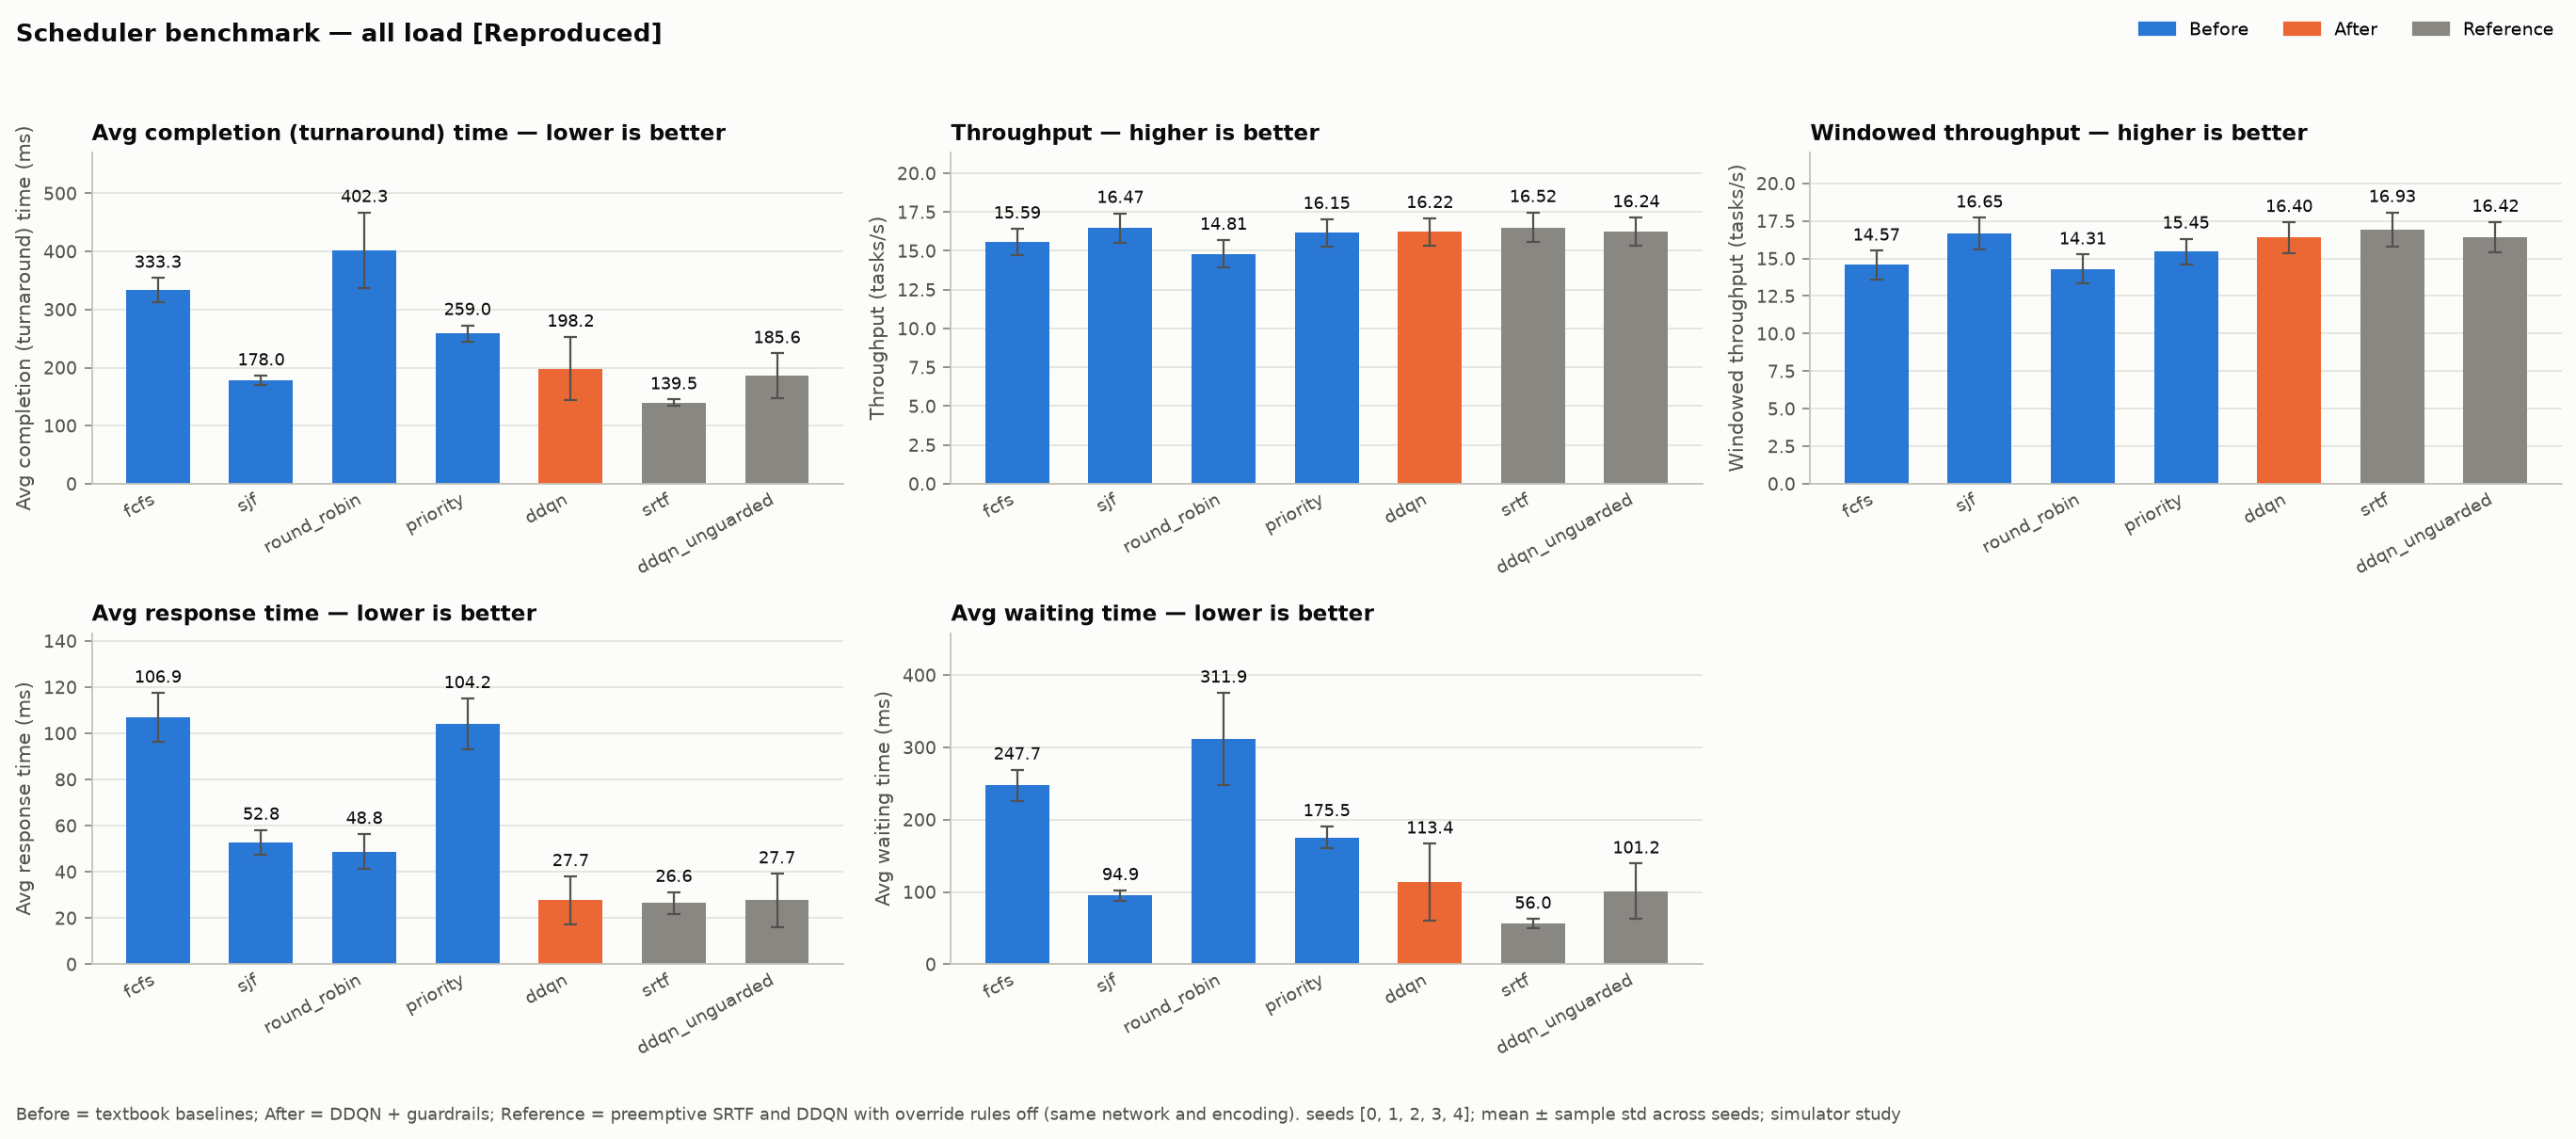 Scheduler benchmark — all load [Reproduced]
Before
After
Reference
Avg completion (turnaround) time — lower is better
Avg completion (turnaround) time (ms)
500
400
300
200
100
0
333.3
178.0
402.3
259.0
198.2
139.5
185.6
fcfs
sjf
round_robin
priority
ddqn
srtf
ddqn_unguarded
Throughput — higher is better
Throughput (tasks/s)
20.0
17.5
15.0
12.5
10.0
7.5
5.0
2.5
0.0
15.59
16.47
14.81
16.15
16.22
16.52
16.24
fcfs
sjf
round_robin
priority
ddqn
srtf
ddqn_unguarded
Windowed throughput — higher is better
Windowed throughput (tasks/s)
20.0
17.5
15.0
12.5
10.0
7.5
5.0
2.5
0.0
14.57
16.65
14.31
15.45
16.40
16.93
16.42
fcfs
sjf
round_robin
priority
ddqn
srtf
ddqn_unguarded
Avg response time — lower is better
Avg response time (ms)
140
120
100
80
60
40
20
0
106.9
52.8
48.8
104.2
27.7
26.6
27.7
fcfs
sjf
round_robin
priority
ddqn
srtf
ddqn_unguarded
Avg waiting time — lower is better
Avg waiting time (ms)
400
300
200
100
0
247.7
94.9
311.9
175.5
113.4
56.0
101.2
fcfs
sjf
round_robin
priority
ddqn
srtf
ddqn_unguarded
Before = textbook baselines; After = DDQN + guardrails; Reference = preemptive SRTF and DDQN with override rules off (same network and encoding). seeds [0, 1, 2, 3, 4]; mean ± sample std across seeds; simulator study